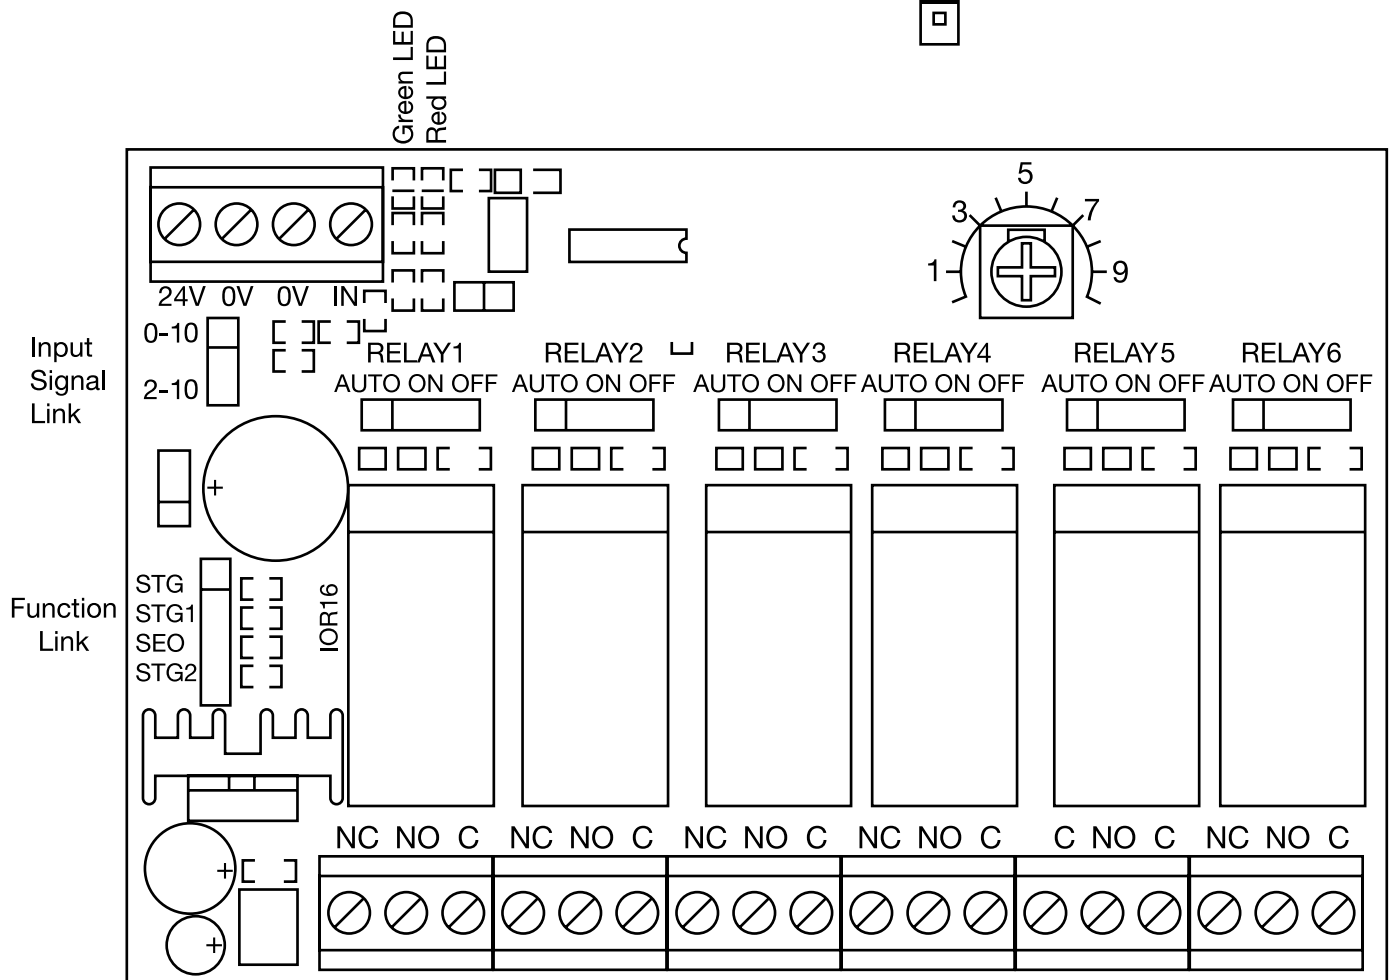 Green LED
Red LED
5
3 7
1 9
24V 0V 0V IN
0-10
2-10
Input
Signal
Link
RELAY1 RELAY2 RELAY3 RELAY4 RELAY5 RELAY6
AUTO ON OFF AUTO ON OFF AUTO ON OFF AUTO ON OFF AUTO ON OFF AUTO ON OFF
+
Function
Link
STG
STG1
SEO
STG2
IOR16
NC NO C NC NO C NC NO C NC NO C C NO C NC NO C
+
+